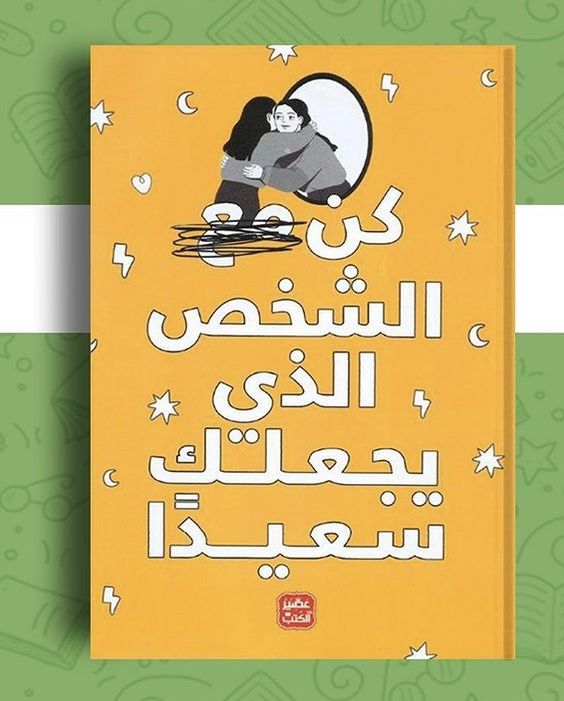 كن مع
الشخص
الذي
يجعلك
سعيدًا
عصير
الكتب